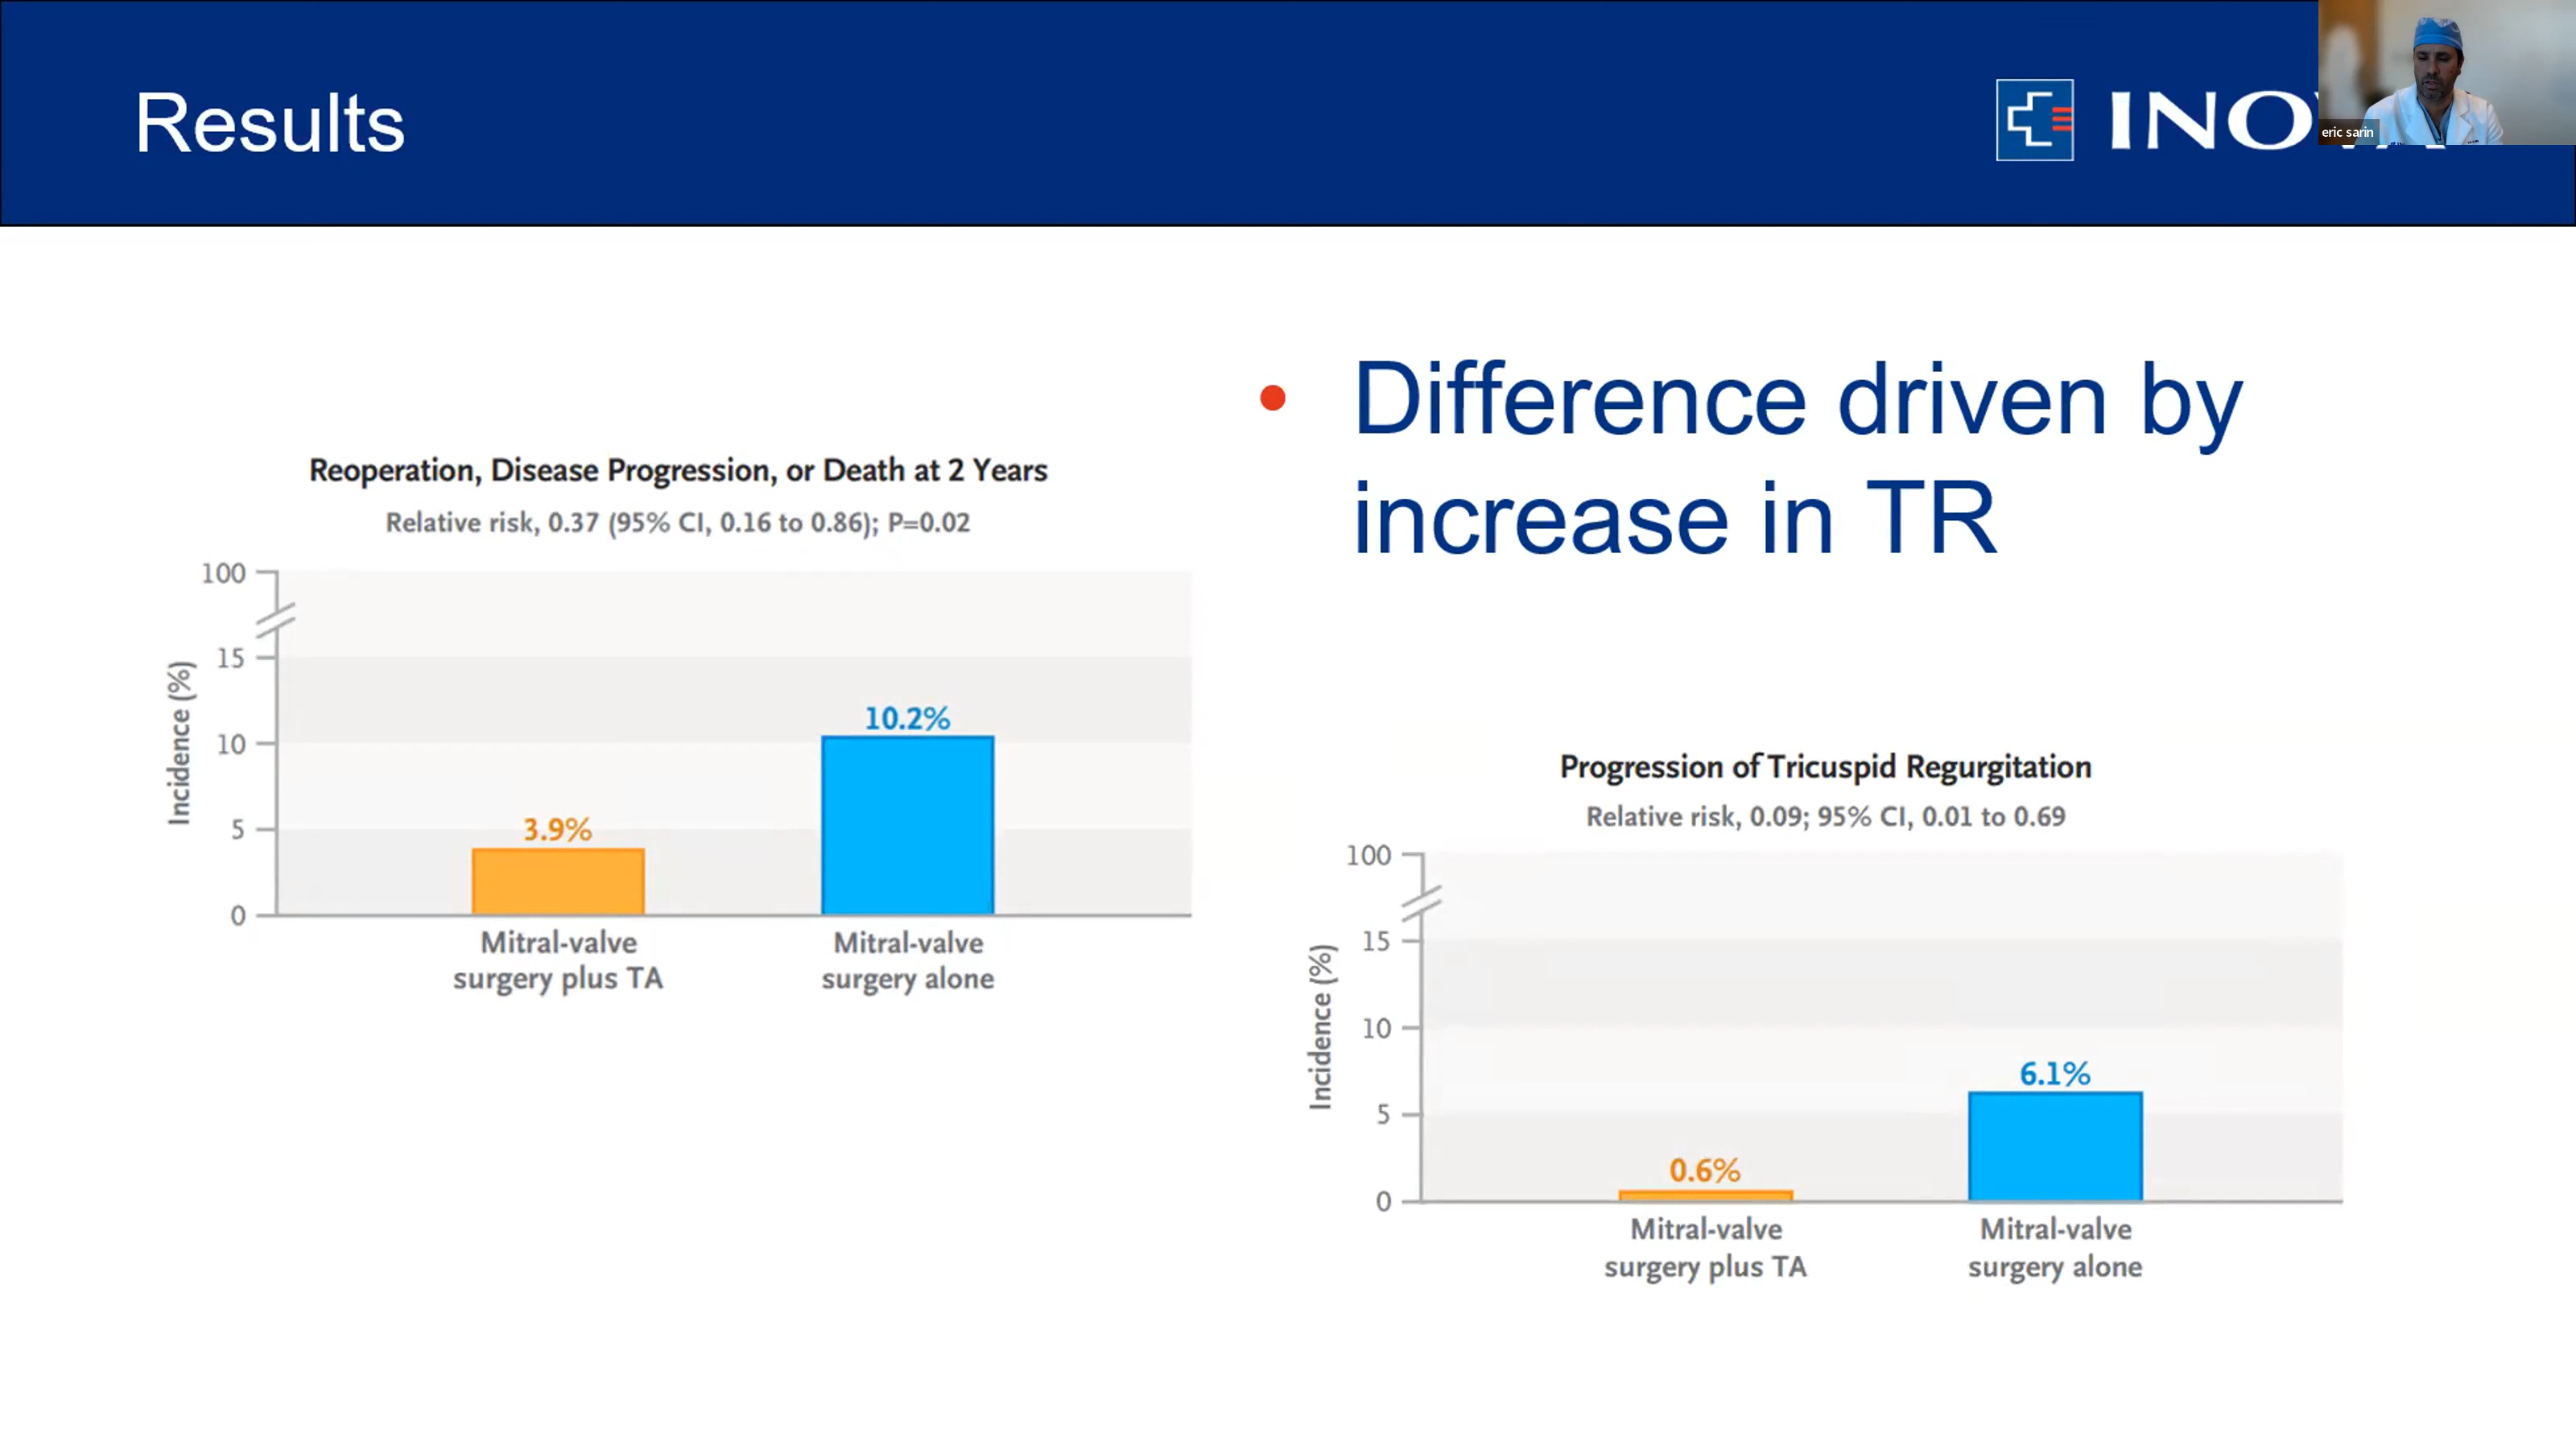 Results
INO
eric sarin
Difference driven by
increase in TR
Reoperation, Disease Progression, or Death at 2 Years
Relative risk, 0.37 (95% CI, 0.16 to 0.86); P=0.02
100
15
10
5
0
Incidence (%)
3.9%
10.2%
Mitral-valve
surgery plus TA
Mitral-valve
surgery alone
Progression of Tricuspid Regurgitation
Relative risk, 0.09; 95% CI, 0.01 to 0.69
100
15
10
5
0
Incidence (%)
0.6%
6.1%
Mitral-valve
surgery plus TA
Mitral-valve
surgery alone